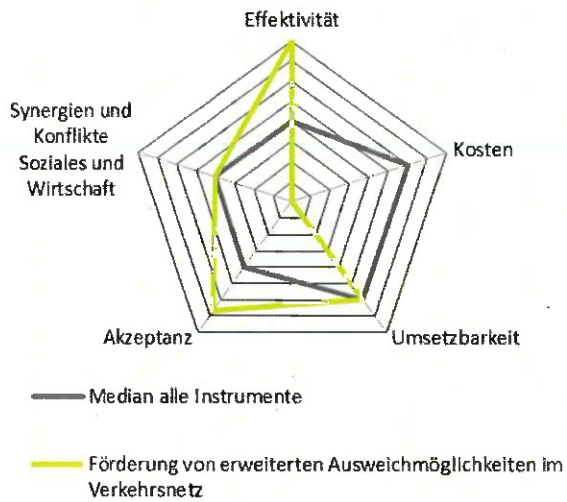 Effektivität
Synergien und
Konflikte
Soziales und
Wirtschaft
Kosten
Akzeptanz
Umsetzbarkeit
Median alle Instrumente
Förderung von erweiterten Ausweichmöglichkeiten im
Verkehrsnetz